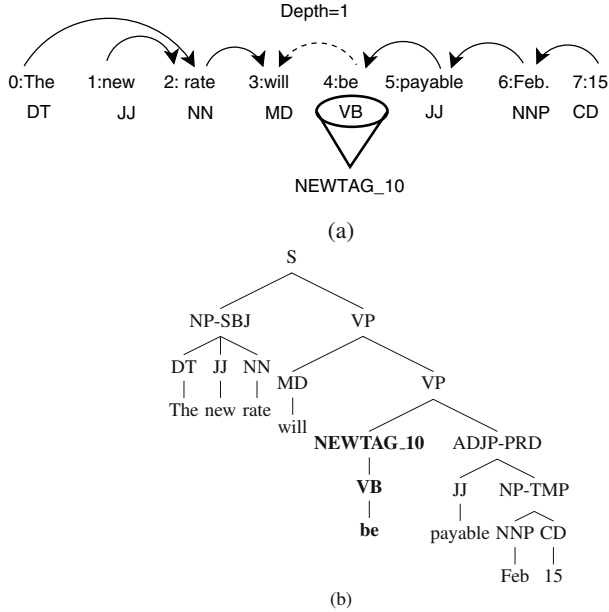 Depth=1
0:The 1:new 2: rate 3:will 4:be 5:payable 6:Feb. 7:15
DT JJ NN MD VB JJ NNP CD
NEWTAG_10
(a)
S
NP-SBJ VP
DT JJ NN MD VP
The new rate
will
NEWTAG_10 ADJP-PRD
VB JJ NP-TMP
be payable NNP CD
Feb 15
(b)